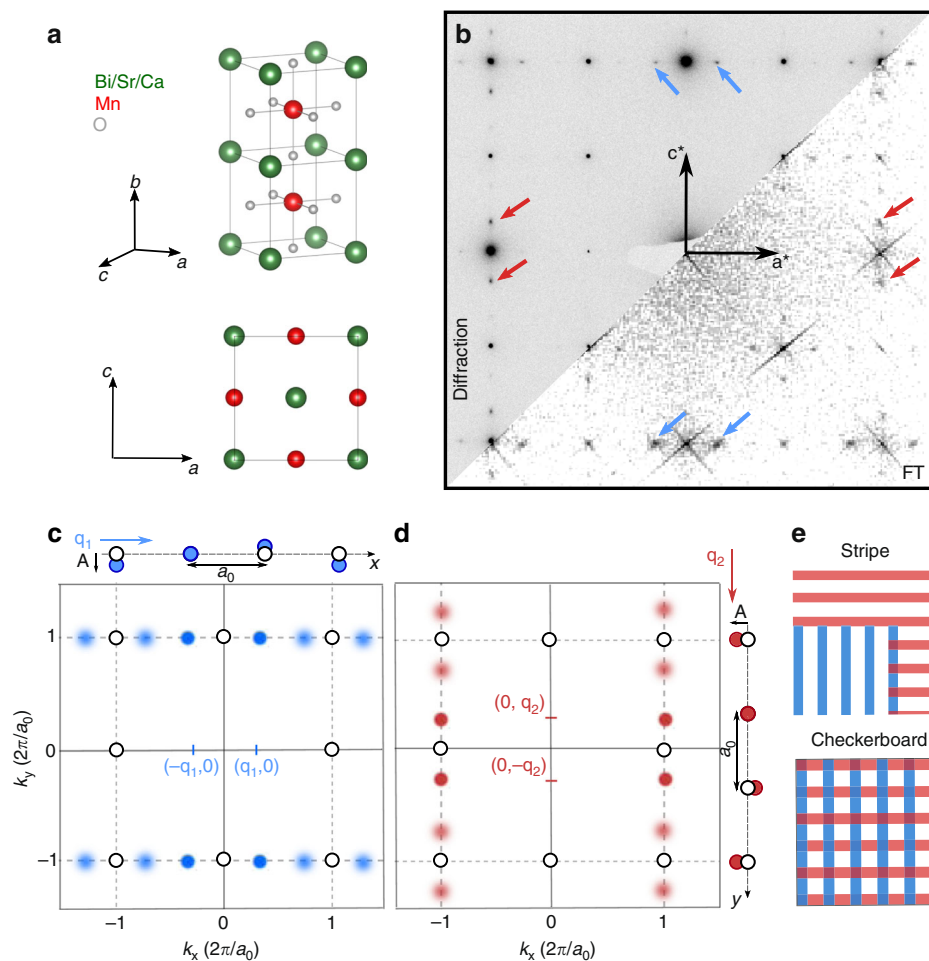 a
Bi/Sr/Ca
Mn
O
b
c
a
c
a
b
c*
a*
Diffraction
FT
c
q1
A
x
a0
1
0
−1
(−q1,0)
(q1,0)
ky (2π/a0)
−1
0
1
kx (2π/a0)
d
q2
A
(0, q2)
(0,−q2)
a0
y
−1
0
1
kx (2π/a0)
e
Stripe
Checkerboard